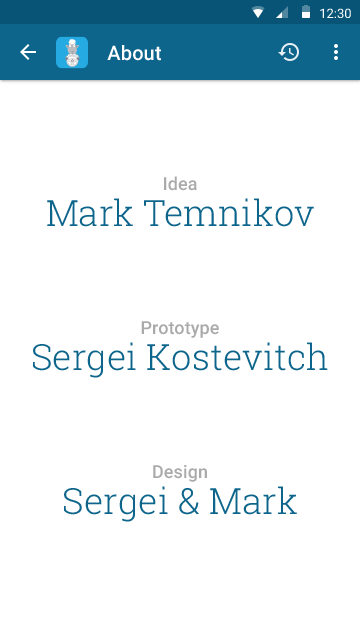 12:30
About
Idea
Mark Temnikov
Prototype
Sergei Kostevitch
Design
Sergei & Mark